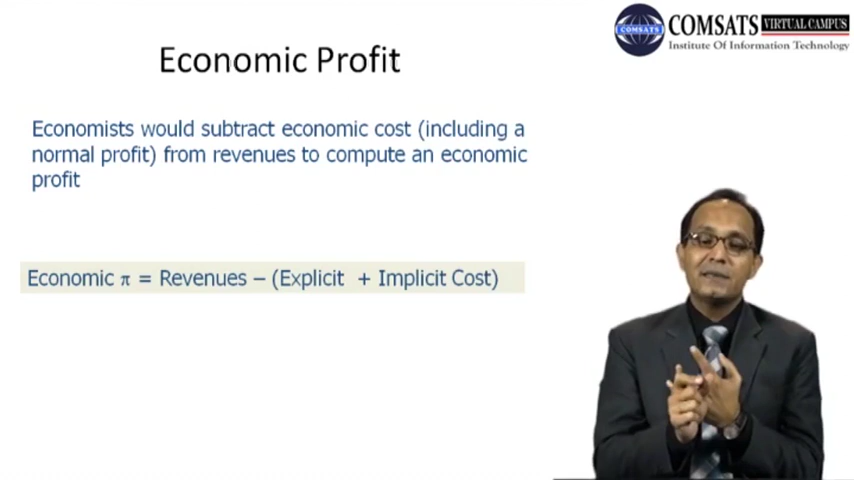 Economic Profit
COMSATS VIRTUAL CAMPUS
Institute Of Information Technology
COMSATS
Economists would subtract economic cost (including a
normal profit) from revenues to compute an economic
profit
Economic π = Revenues – (Explicit + Implicit Cost)